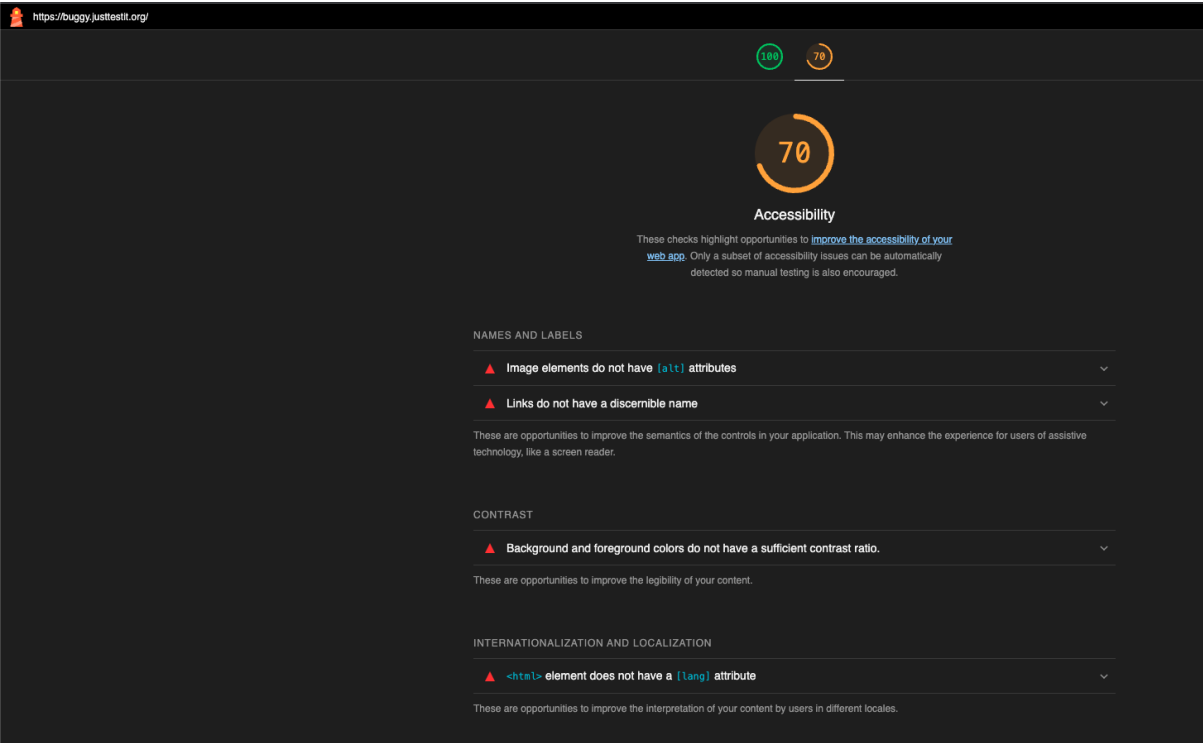 https://buggy.justtestit.org/
100
70
70
Accessibility
These checks highlight opportunities to improve the accessibility of your
web app. Only a subset of accessibility issues can be automatically
detected so manual testing is also encouraged.
NAMES AND LABELS
Image elements do not have [alt] attributes
Links do not have a discernible name
These are opportunities to improve the semantics of the controls in your application. This may enhance the experience for users of assistive
technology, like a screen reader.
CONTRAST
Background and foreground colors do not have a sufficient contrast ratio.
These are opportunities to improve the legibility of your content.
INTERNATIONALIZATION AND LOCALIZATION
<html> element does not have a [lang] attribute
These are opportunities to improve the interpretation of your content by users in different locales.